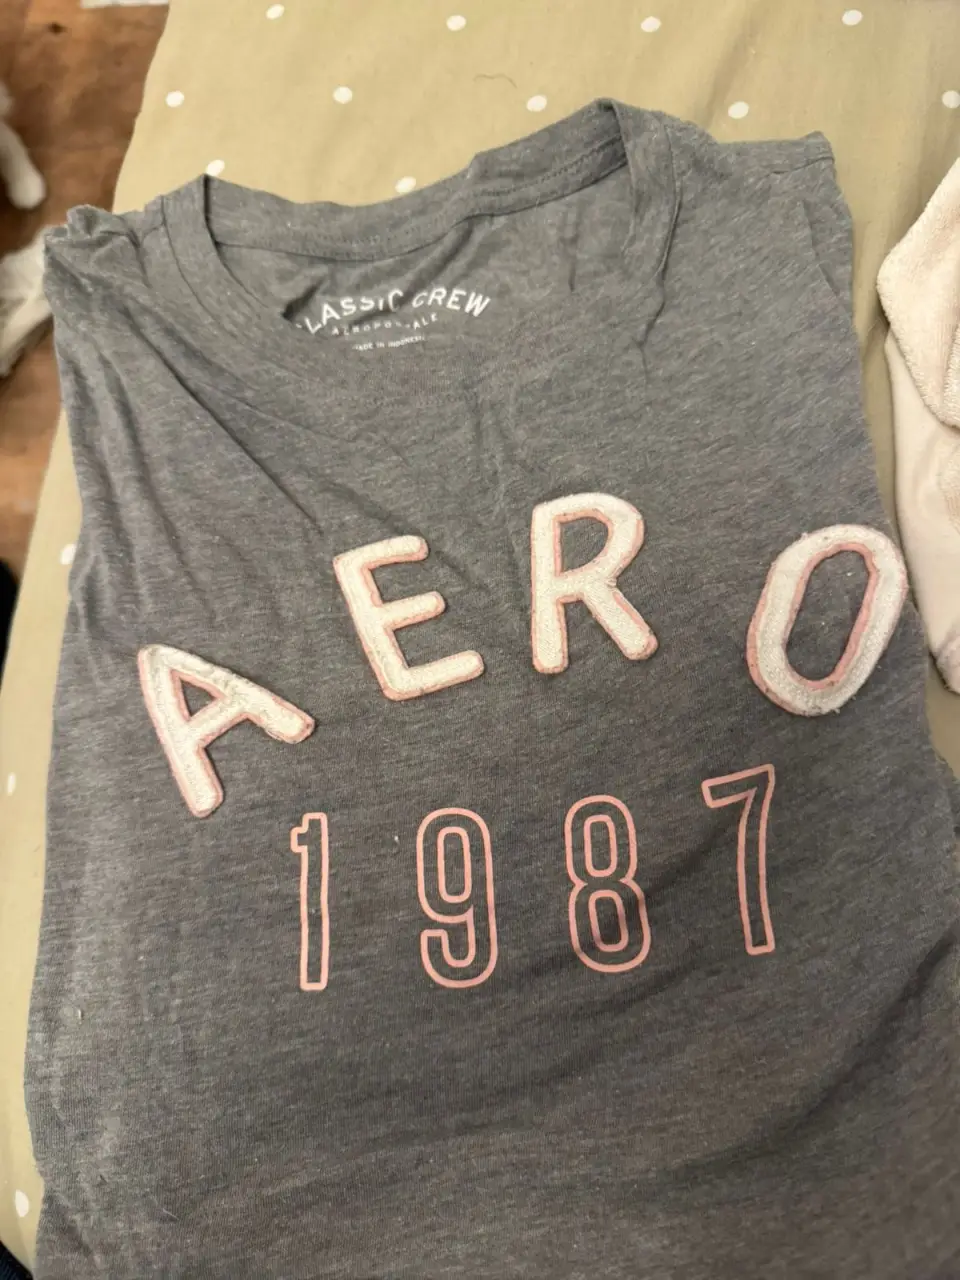 CLASSIC CREW
AEROPOSTALE
MADE IN INDONESIA
AERO
1987